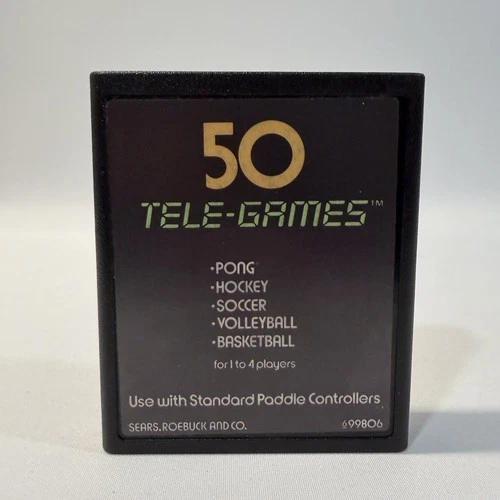 50
TELE-GAMES™
•PONG®
•HOCKEY
•SOCCER
•VOLLEYBALL
•BASKETBALL
for 1 to 4 players
Use with Standard Paddle Controllers
SEARS, ROEBUCK AND CO. 699806